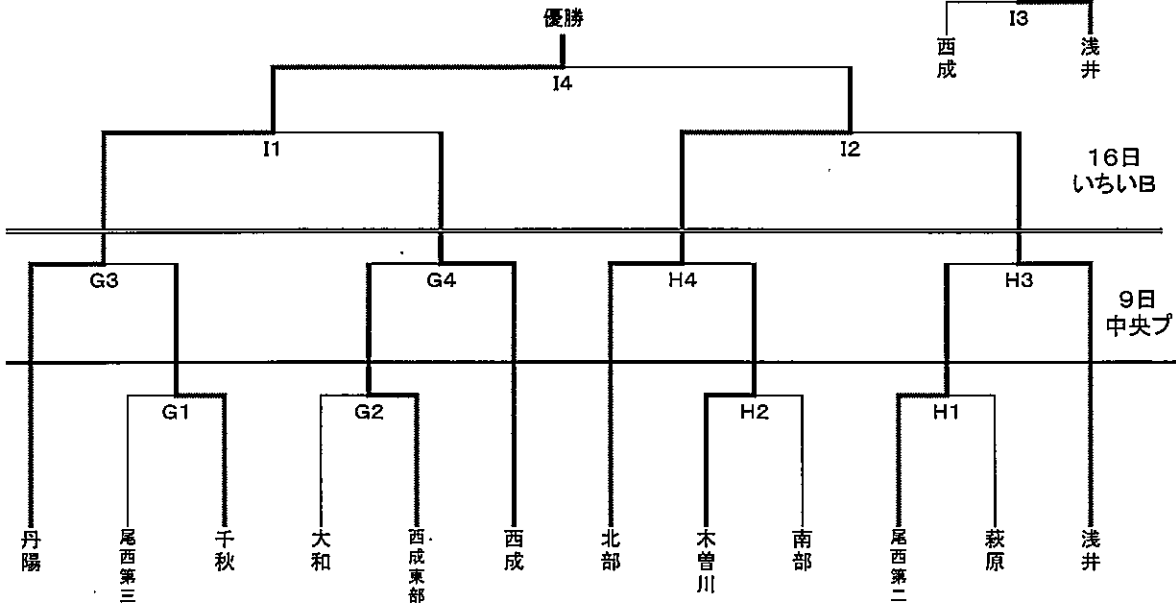 優勝
I3
西成
浅井
I4
I1
I2
16日
いちいB
G3
G4
H4
H3
9日
中央プ
G1
G2
H2
H1
丹陽
尾西第三
千秋
大和
西成東部
西成
北部
木曽川
南部
尾西第二
萩原
浅井